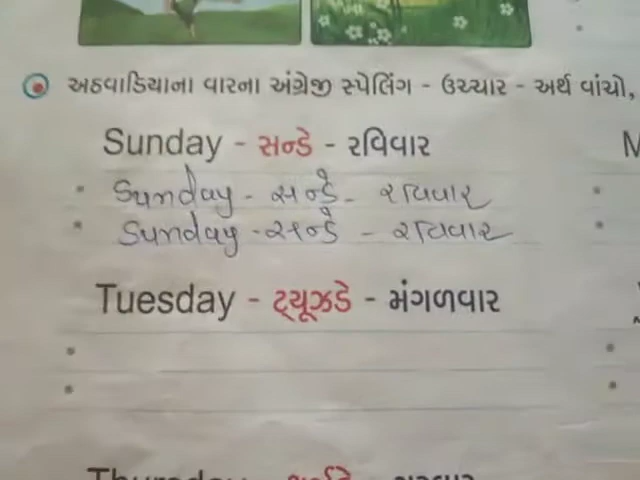 અઠવાડિયાના વારના અંગ્રેજી સ્પેલિંગ - ઉચ્ચાર - અર્થ વાંચો,
Sunday - સન્ડે - રવિવાર
Sunday - સન્ડે - રવિવાર
Sunday - સન્ડે - રવિવાર
Tuesday - ટ્યૂઝડે - મંગળવાર